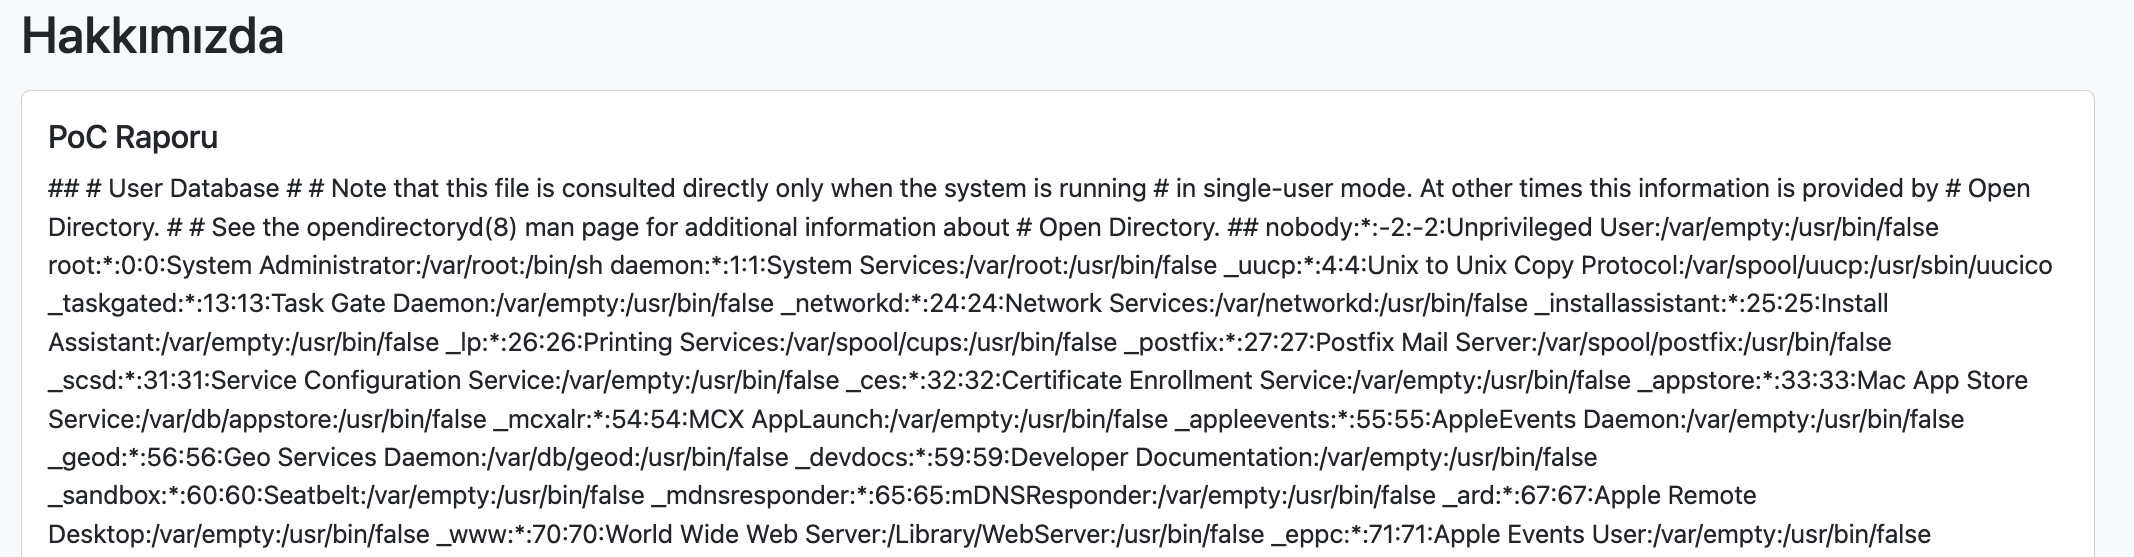 Hakkımızda
PoC Raporu
## # User Database # # Note that this file is consulted directly only when the system is running # in single-user mode. At other times this information is provided by # Open
Directory. # # See the opendirectoryd(8) man page for additional information about # Open Directory. ## nobody:*:-2:-2:Unprivileged User:/var/empty:/usr/bin/false
root:*:0:0:System Administrator:/var/root:/bin/sh daemon:*:1:1:System Services:/var/root:/usr/bin/false _uucp:*:4:4:Unix to Unix Copy Protocol:/var/spool/uucp:/usr/sbin/uucico
_taskgated:*:13:13:Task Gate Daemon:/var/empty:/usr/bin/false _networkd:*:24:24:Network Services:/var/networkd:/usr/bin/false _installassistant:*:25:25:Install
Assistant:/var/empty:/usr/bin/false _lp:*:26:26:Printing Services:/var/spool/cups:/usr/bin/false _postfix:*:27:27:Postfix Mail Server:/var/spool/postfix:/usr/bin/false
_scsd:*:31:31:Service Configuration Service:/var/empty:/usr/bin/false _ces:*:32:32:Certificate Enrollment Service:/var/empty:/usr/bin/false _appstore:*:33:33:Mac App Store
Service:/var/db/appstore:/usr/bin/false _mcxalr:*:54:54:MCX AppLaunch:/var/empty:/usr/bin/false _appleevents:*:55:55:AppleEvents Daemon:/var/empty:/usr/bin/false
_geod:*:56:56:Geo Services Daemon:/var/db/geod:/usr/bin/false _devdocs:*:59:59:Developer Documentation:/var/empty:/usr/bin/false
_sandbox:*:60:60:Seatbelt:/var/empty:/usr/bin/false _mdnsresponder:*:65:65:mDNSResponder:/var/empty:/usr/bin/false _ard:*:67:67:Apple Remote
Desktop:/var/empty:/usr/bin/false _www:*:70:70:World Wide Web Server:/Library/WebServer:/usr/bin/false _eppc:*:71:71:Apple Events User:/var/empty:/usr/bin/false